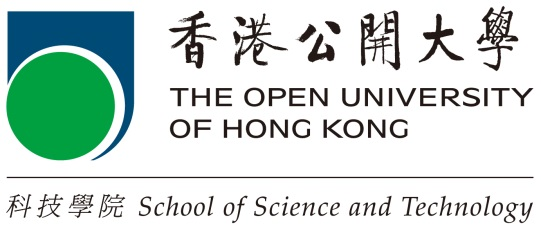 香港公開大學
THE OPEN UNIVERSITY
OF HONG KONG
科技學院 School of Science and Technology